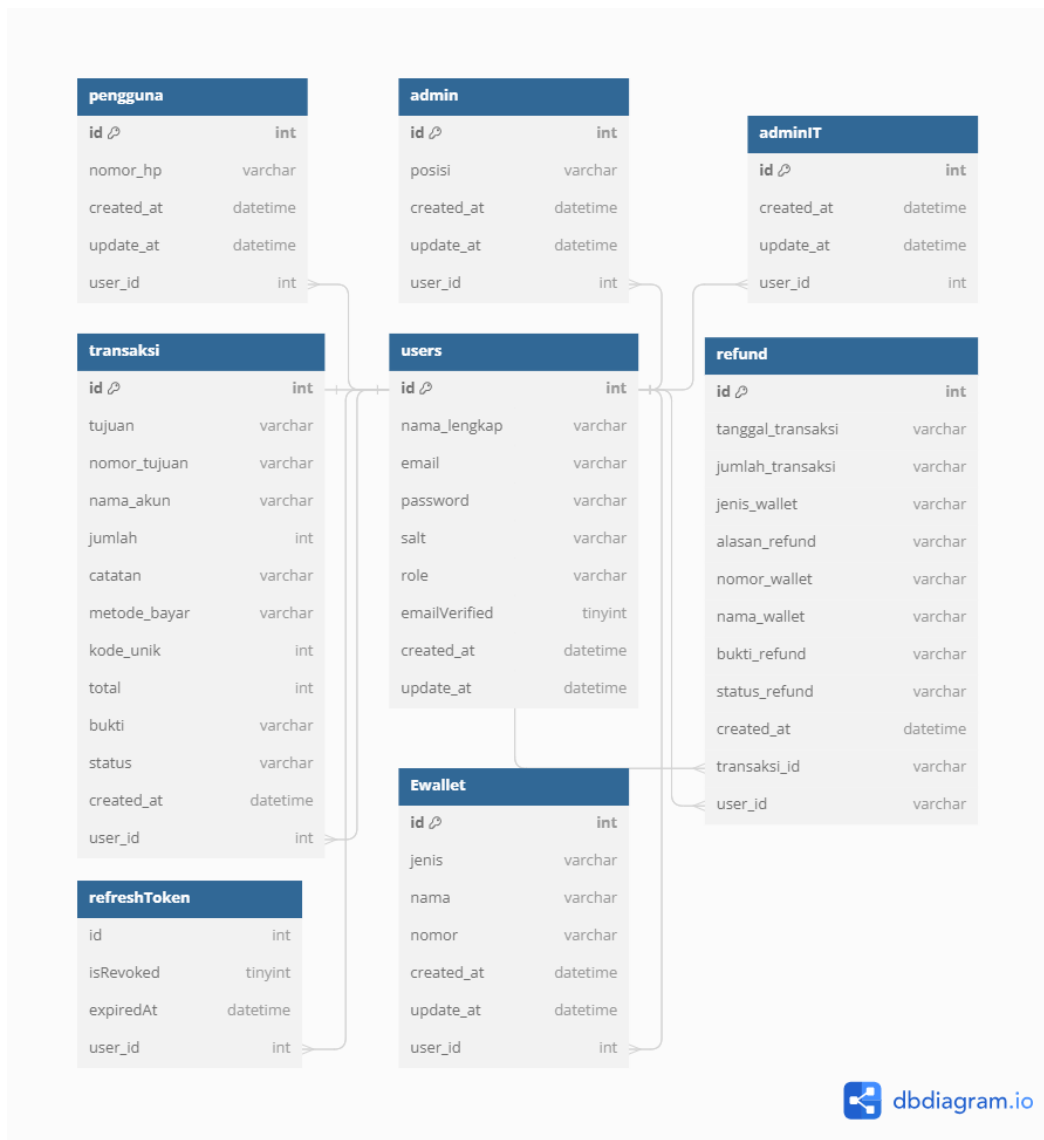 pengguna
id int
nomor_hp varchar
created_at datetime
update_at datetime
user_id int
admin
id int
posisi varchar
created_at datetime
update_at datetime
user_id int
adminIT
id int
created_at datetime
update_at datetime
user_id int
transaksi
id int
tujuan varchar
nomor_tujuan varchar
nama_akun varchar
jumlah int
catatan varchar
metode_bayar varchar
kode_unik int
total int
bukti varchar
status varchar
created_at datetime
user_id int
users
id int
nama_lengkap varchar
email varchar
password varchar
salt varchar
role varchar
emailVerified tinyint
created_at datetime
update_at datetime
refund
id int
tanggal_transaksi varchar
jumlah_transaksi varchar
jenis_wallet varchar
alasan_refund varchar
nomor_wallet varchar
nama_wallet varchar
bukti_refund varchar
status_refund varchar
created_at datetime
transaksi_id varchar
user_id varchar
Ewallet
id int
jenis varchar
nama varchar
nomor varchar
created_at datetime
update_at datetime
user_id int
refreshToken
id int
isRevoked tinyint
expiredAt datetime
user_id int
dbdiagram.io